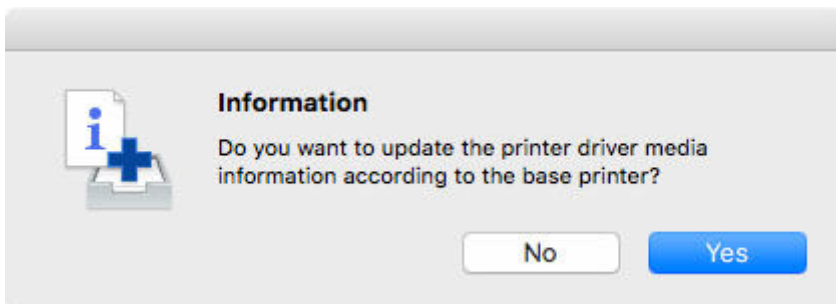 Information
Do you want to update the printer driver media
information according to the base printer?
No
Yes